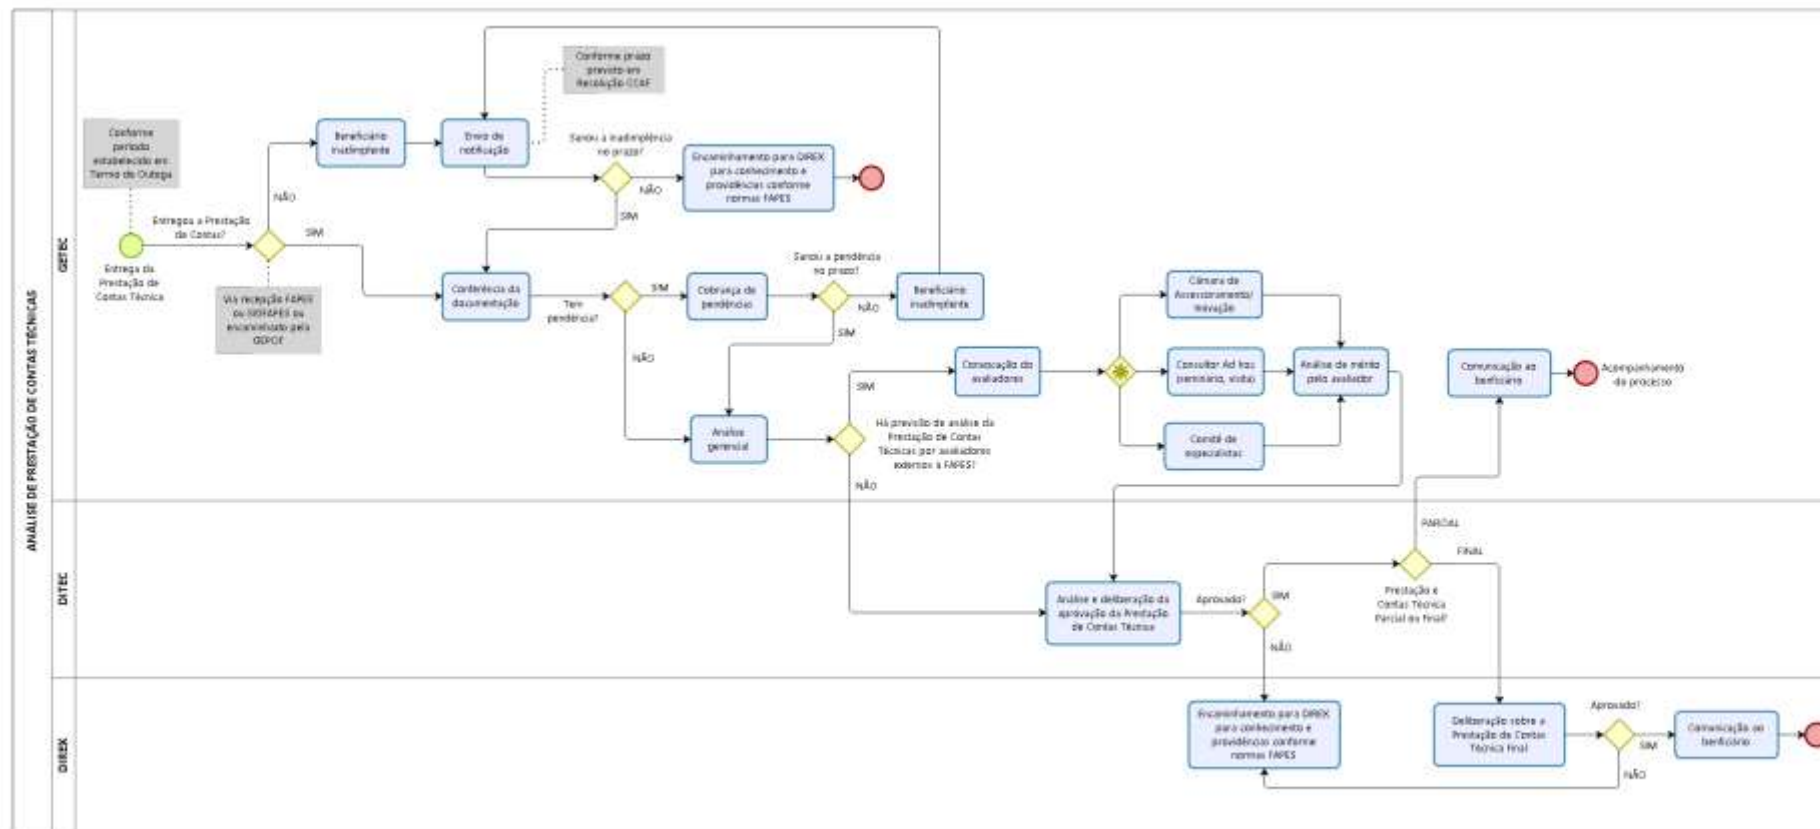 ANÁLISE DE PRESTAÇÃO DE CONTAS TÉCNICAS
GETEC
DITEC
DIREX
Conforme
período
estabelecido em
Termo de Outoga
Entrega da
Prestação de
Contas Técnica
Entregou a Prestação
de Contas?
NÃO
SIM
Via recepção FAPES
ou SIGFAPES ou
encaminhado pela
Beneficiário
inadimplente
Envio de
notificação
Conforme prazo
previsto em
Resolução CCAF
Sanou a inadimplência
no prazo?
NÃO
SIM
Encaminhamento para DIREX
para conhecimento e
providências conforme
normas FAPES
Conferência da
documentação
Tem
pendência?
SIM
NÃO
Cobrança de
pendências
Sanou a pendência
no prazo?
NÃO
SIM
Beneficiário
inadimplente
Análise
gerencial
SIM
Há previsão de análise da
Prestação de Contas
Técnicas por avaliadores
externos à FAPES?
NÃO
Convocação do
avaliadores
Câmara de
Assessoramento/
Inovação
Consultor Ad hoc
(seminário, visita)
Comitê de
especialistas
Análise de mérito
pelo avaliador
Comunicação ao
benficiário
Acompanhamento
do processo
Análise e deliberação da
aprovação da Prestação
de Contas Técnica
Aprovado?
SIM
NÃO
PARCIAL
FINAL
Prestação e
Contas Técnica
Parcial ou Final?
Encaminhamento para DIREX
para conhecimento e
providências conforme
normas FAPES
Deliberação sobre a
Prestação de Contas
Técnica Final
Aprovado?
SIM
NÃO
Comunicação ao
benficiário